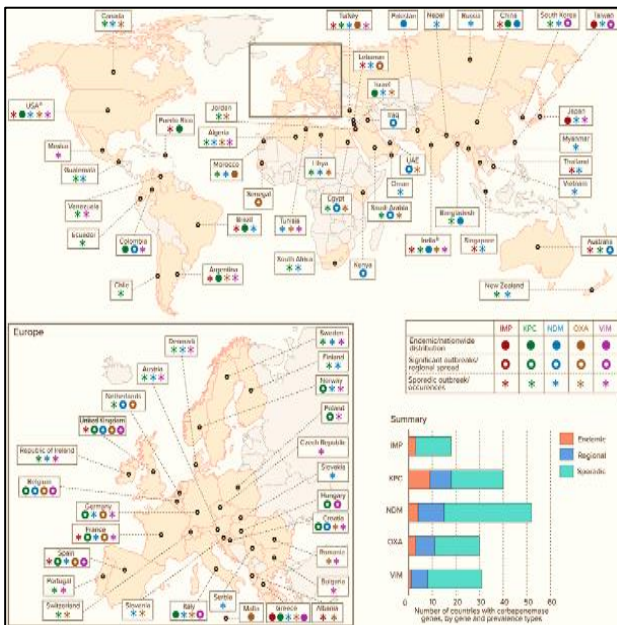 Canada
Turkey
Pakistan
Nepal
Russia
China
South Korea
Taiwan
Lebanon
Israel
USA
Iraq
Japan
Puerto Rico
Jordan
Mexico
Algeria
Myanmar
Guatemala
Morocco
Libya
UAE
Thailand
Venezuela
Senegal
Oman
Vietnam
Ecuador
Egypt
Saudi Arabia
Colombia
Brazil
Tunisia
Bangladesh
India
Singapore
Australia
South Africa
Kenya
Chile
Argentina
New Zealand
Europe
Denmark
Sweden
Austria
Finland
Netherlands
Norway
United Kingdom
Poland
Republic of Ireland
Czech Republic
Belgium
Slovakia
Germany
Hungary
France
Croatia
Spain
Romania
Portugal
Bulgaria
Switzerland
Slovenia
Italy
Serbia
Malta
Greece
Albania
IMP KPC NDM OXA VIM
Endemic/nationwide
distribution
Significant outbreaks/
regional spread
Sporadic outbreak/
occurences
Summary
IMP
KPC
NDM
OXA
VIM
Endemic
Regional
Sporadic
0 10 20 30 40 50 60
Number of countries with carbepenemase
genes, by gene and prevalence types